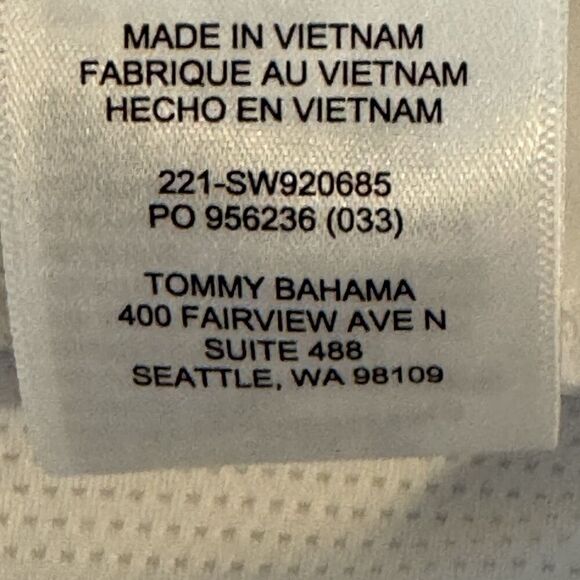 MADE IN VIETNAM
FABRIQUE AU VIETNAM
HECHO EN VIETNAM
221-SW920685
PO 956236 (033)
TOMMY BAHAMA
400 FAIRVIEW AVE N
SUITE 488
SEATTLE, WA 98109